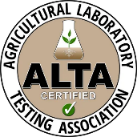 AGRICULTURAL LABORATORY
ALTA
CERTIFIED
TESTING ASSOCIATION